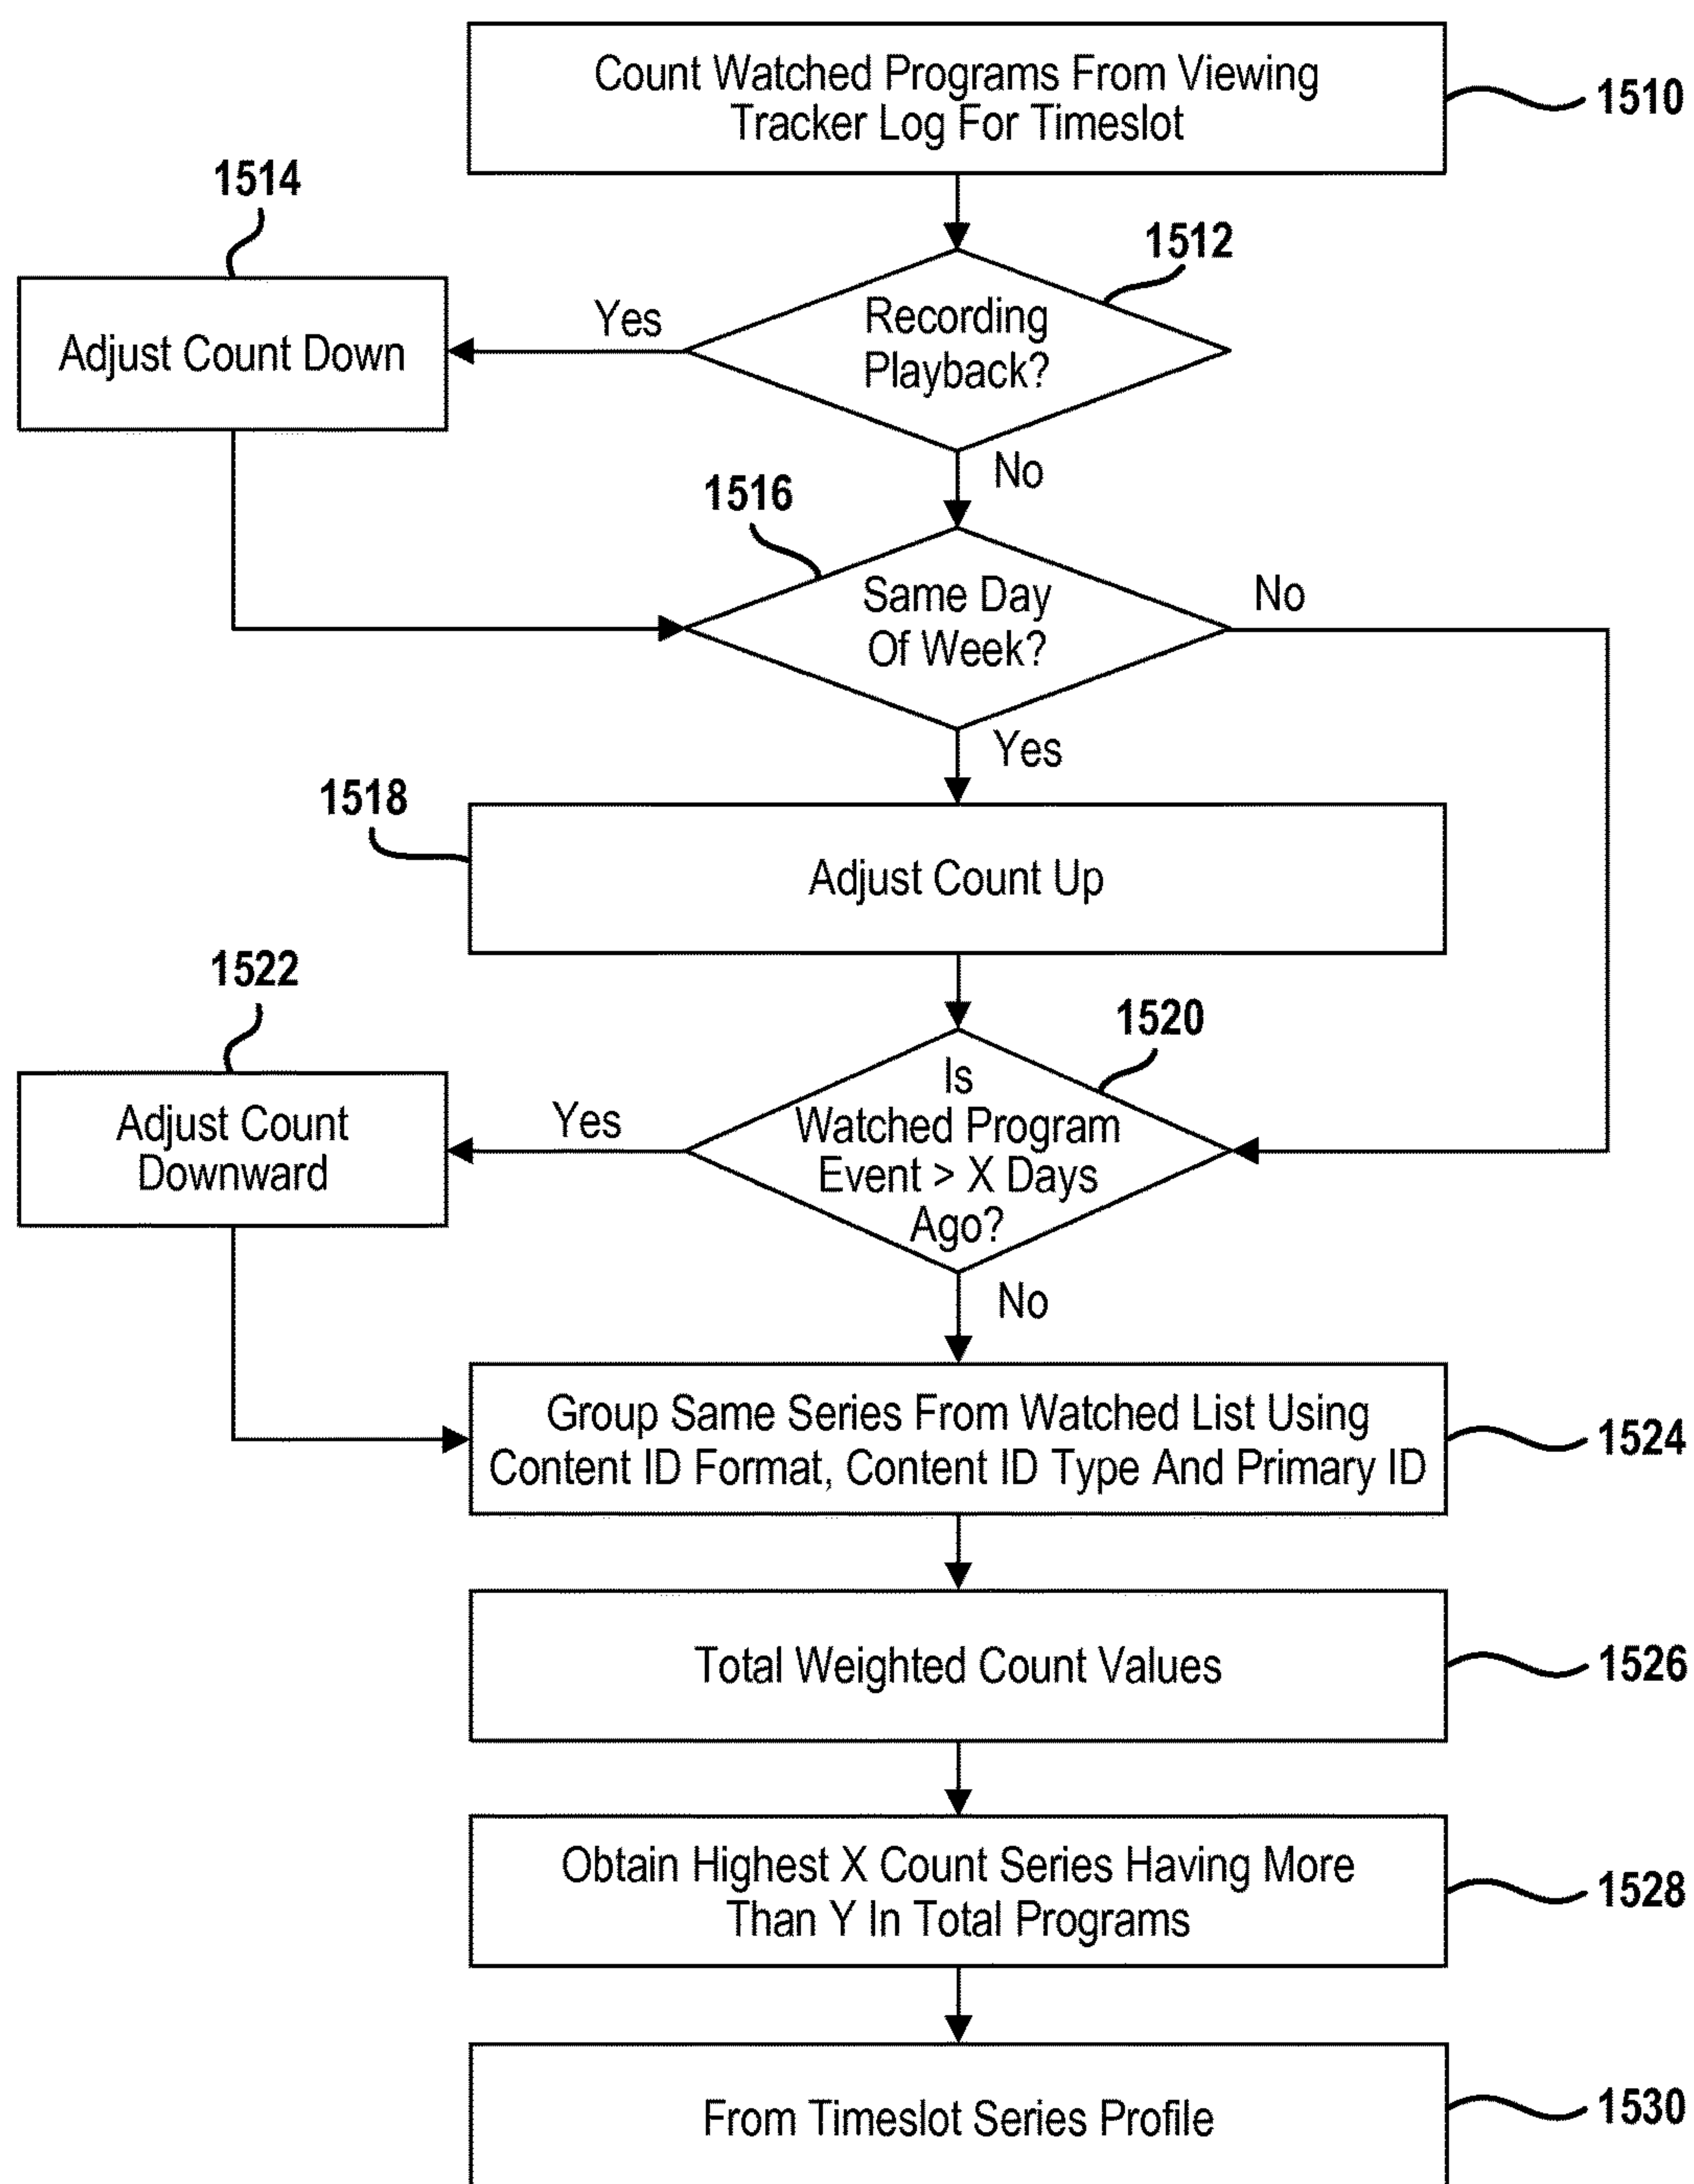 Count Watched Programs From Viewing
Tracker Log For Timeslot
1510
1514
1512
Adjust Count Down
Yes
Recording
Playback?
No
1516
Same Day
Of Week?
No
Yes
1518
Adjust Count Up
1522
1520
Adjust Count
Downward
Yes
Is
Watched Program
Event > X Days
Ago?
No
Group Same Series From Watched List Using
Content ID Format, Content ID Type And Primary ID
1524
Total Weighted Count Values
1526
Obtain Highest X Count Series Having More
Than Y In Total Programs
1528
From Timeslot Series Profile
1530